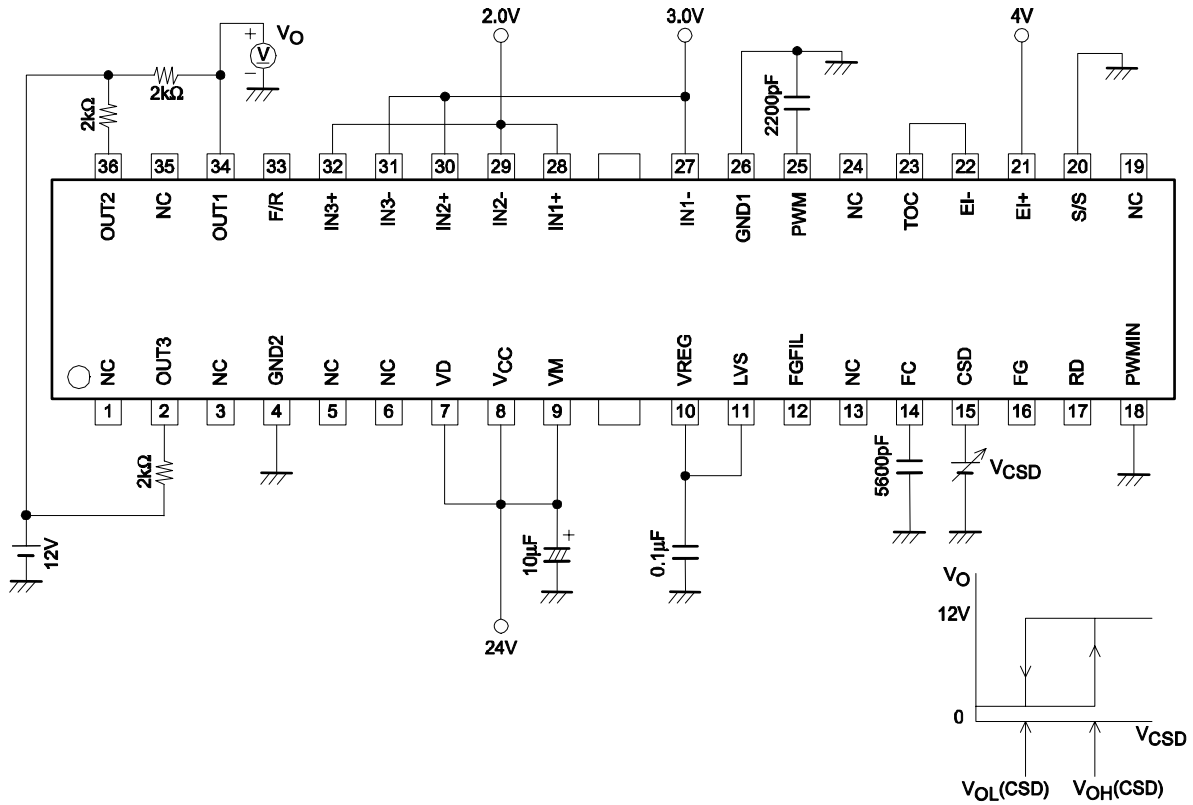 2.0V
3.0V
4V
+
VO
V
−
2kΩ
2kΩ
2200pF
36
35
34
33
32
31
30
29
28
27
26
25
24
23
22
21
20
19
OUT2
NC
OUT1
F/R
IN3+
IN3-
IN2+
IN2-
IN1+
IN1-
GND1
PWM
NC
TOC
EI-
EI+
S/S
NC
NC
OUT3
NC
GND2
NC
NC
VD
VCC
VM
VREG
LVS
FGFIL
NC
FC
CSD
FG
RD
PWMIN
1
2
3
4
5
6
7
8
9
10
11
12
13
14
15
16
17
18
2kΩ
5600pF
VCSD
12V
10μF
+
0.1μF
24V
VO
12V
0
VCSD
VOL(CSD)
VOH(CSD)